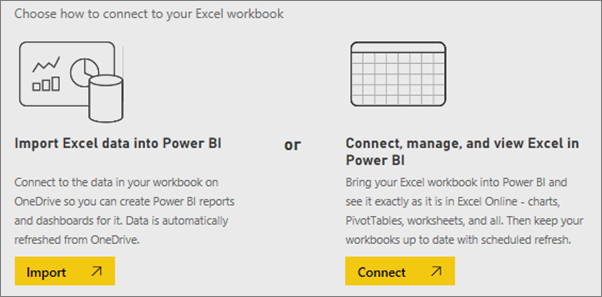 Choose how to connect to your Excel workbook
Import Excel data into Power BI
Connect to the data in your workbook on
OneDrive so you can create Power BI reports
and dashboards for it. Data is automatically
refreshed from OneDrive.
Import
or
Connect, manage, and view Excel in
Power BI
Bring your Excel workbook into Power BI and
see it exactly as it is in Excel Online - charts,
PivotTables, worksheets, and all. Then keep your
workbooks up to date with scheduled refresh.
Connect